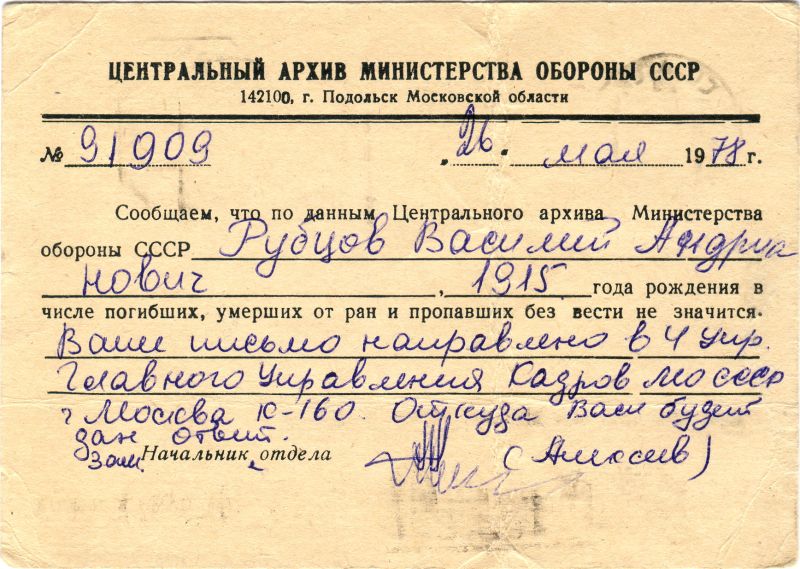 ЦЕНТРАЛЬНЫЙ АРХИВ МИНИСТЕРСТВА ОБОРОНЫ СССР
142100, г. Подольск Московской области
№ 91909 „26. мая 1978 г.
Сообщаем, что по данным Центрального архива Министерства
обороны СССР Рубцов Василий Андриа
нович, 1915 года рождения в
числе погибших, умерших от ран и пропавших без вести не значится.
Ваше письмо направлено в 4 упр.
Главного Управления Кадров МО СССР
г Москва К-160. Откуда Вам будет
дан ответ.
Зам. Начальник отдела